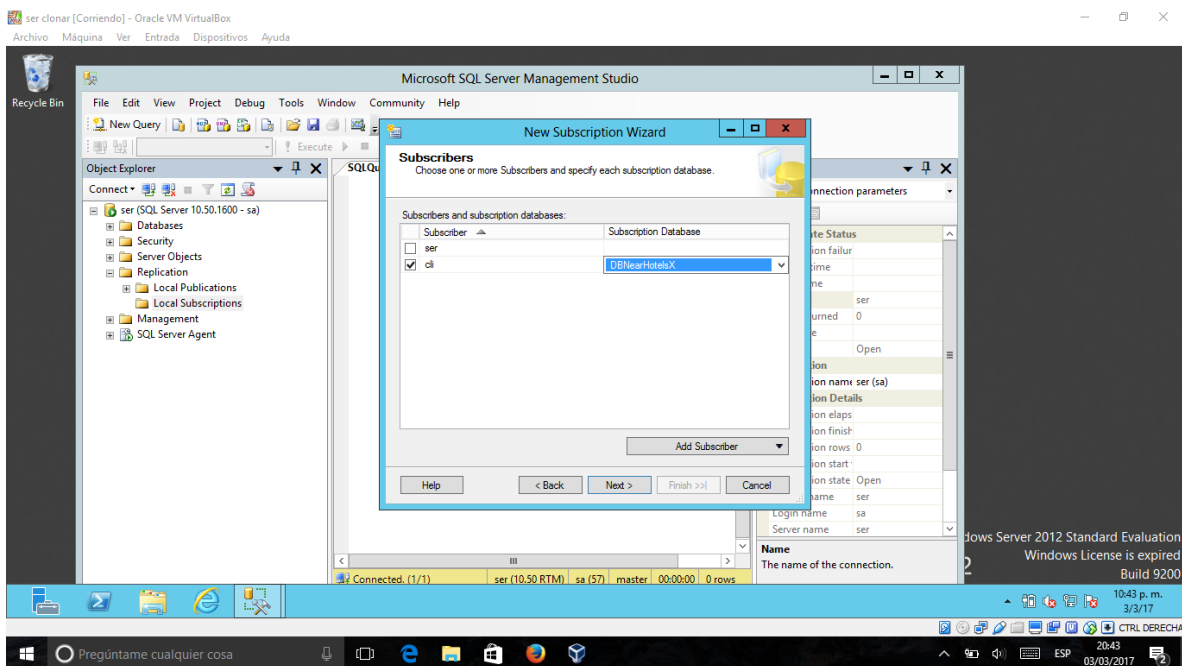 ser clonar [Corriendo] - Oracle VM VirtualBox
Archivo Máquina Ver Entrada Dispositivos Ayuda
Recycle Bin
Microsoft SQL Server Management Studio
File Edit View Project Debug Tools Window Community Help
New Query
Execute
Object Explorer
Connect
ser (SQL Server 10.50.1600 - sa)
Databases
Security
Server Objects
Replication
Local Publications
Local Subscriptions
Management
SQL Server Agent
SQLQu
New Subscription Wizard
Subscribers
Choose one or more Subscribers and specify each subscription database.
Subscribers and subscription databases:
Subscriber Subscription Database
ser
cli DBNearHotelsX
Add Subscriber
Help < Back Next > Finish >>| Cancel
nnection parameters
te Status
ion failur
time
me
ser
urned 0
e
Open
ion
ion name ser (sa)
ion Details
ion elaps
ion finish
ion rows 0
ion start
ion state Open
name ser
Login name sa
Server name ser
Name
The name of the connection.
Connected. (1/1) ser (10.50 RTM) sa (57) master 00:00:00 0 rows
dows Server 2012 Standard Evaluation
Windows License is expired
Build 9200
10:43 p. m.
3/3/17
CTRL DERECHA
Pregúntame cualquier cosa
ESP
20:43
03/03/2017